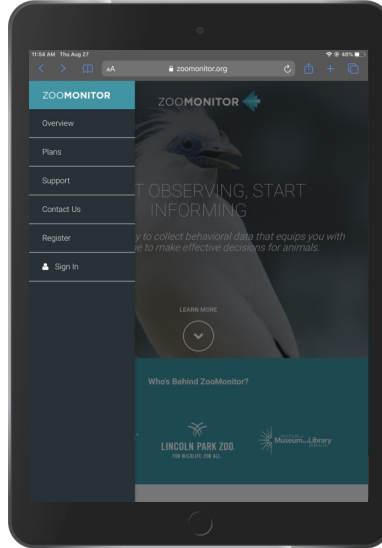 11:54 AM Thu Aug 27
48%
AA
zoomonitor.org
ZOOMONITOR
Overview
Plans
Support
Contact Us
Register
Sign In
ZOOMONITOR
T OBSERVING, START
INFORMING
y to collect behavioral data that equips you with
e to make effective decisions for animals.
LEARN MORE
Who's Behind ZooMonitor?
LINCOLN PARK ZOO.
FOR WILDLIFE. FOR ALL.
Museum and Library